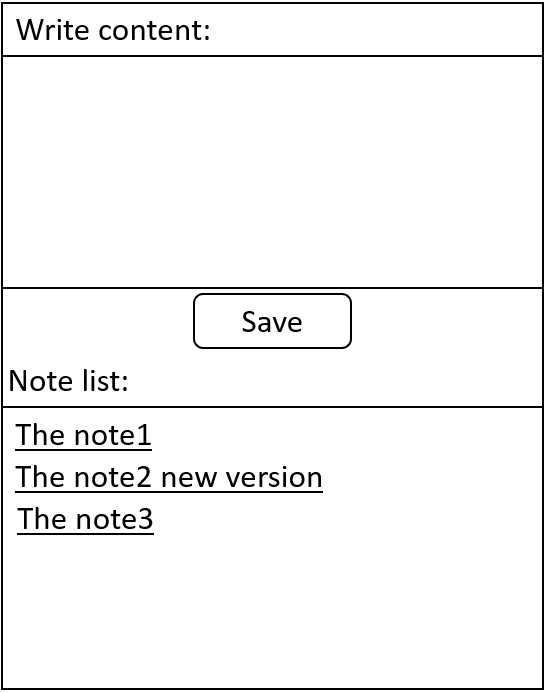 Write content:
Save
Note list:
The note1
The note2 new version
The note3